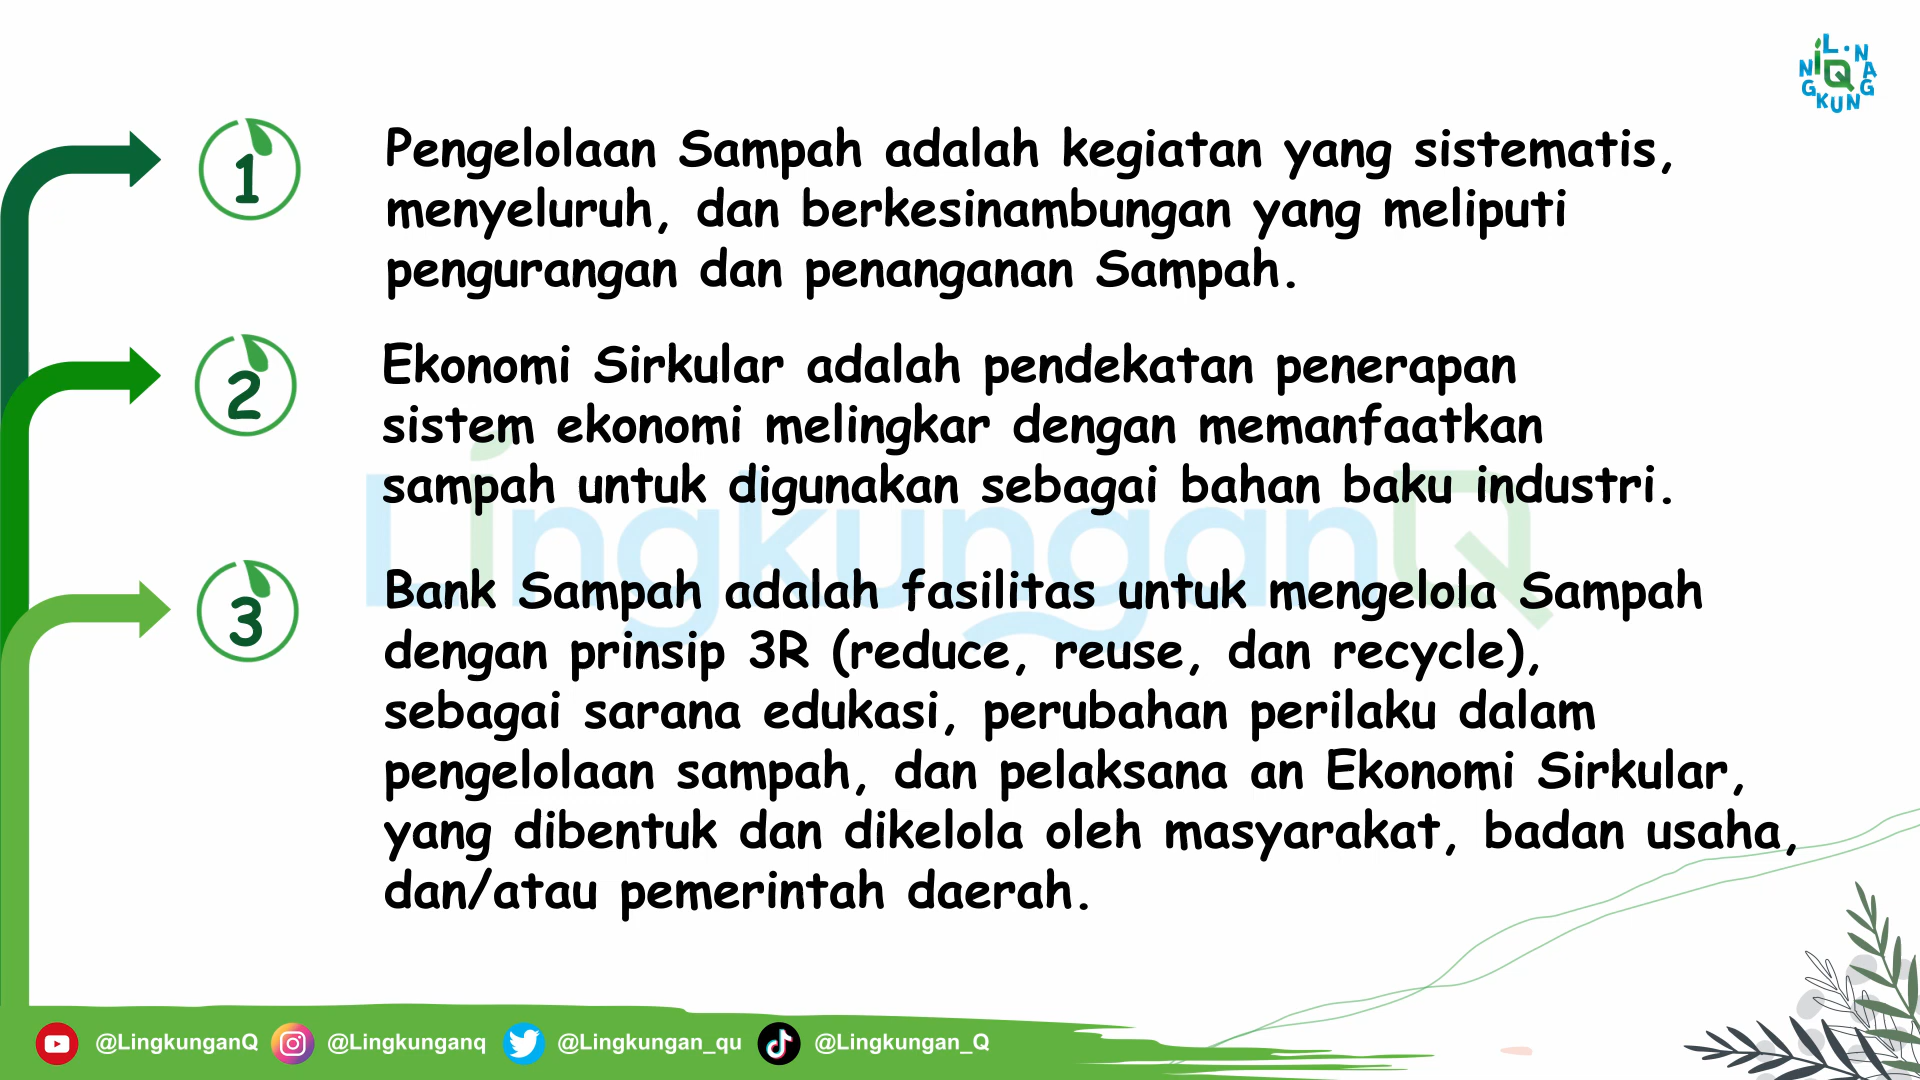 LINGKUNGAN Q
1
Pengelolaan Sampah adalah kegiatan yang sistematis,
menyeluruh, dan berkesinambungan yang meliputi
pengurangan dan penanganan Sampah.
2
Ekonomi Sirkular adalah pendekatan penerapan
sistem ekonomi melingkar dengan memanfaatkan
sampah untuk digunakan sebagai bahan baku industri.
LingkunganQ
3
Bank Sampah adalah fasilitas untuk mengelola Sampah
dengan prinsip 3R (reduce, reuse, dan recycle),
sebagai sarana edukasi, perubahan perilaku dalam
pengelolaan sampah, dan pelaksana an Ekonomi Sirkular,
yang dibentuk dan dikelola oleh masyarakat, badan usaha,
dan/atau pemerintah daerah.
@LingkunganQ @Lingkunganq @Lingkungan_qu @Lingkungan_Q